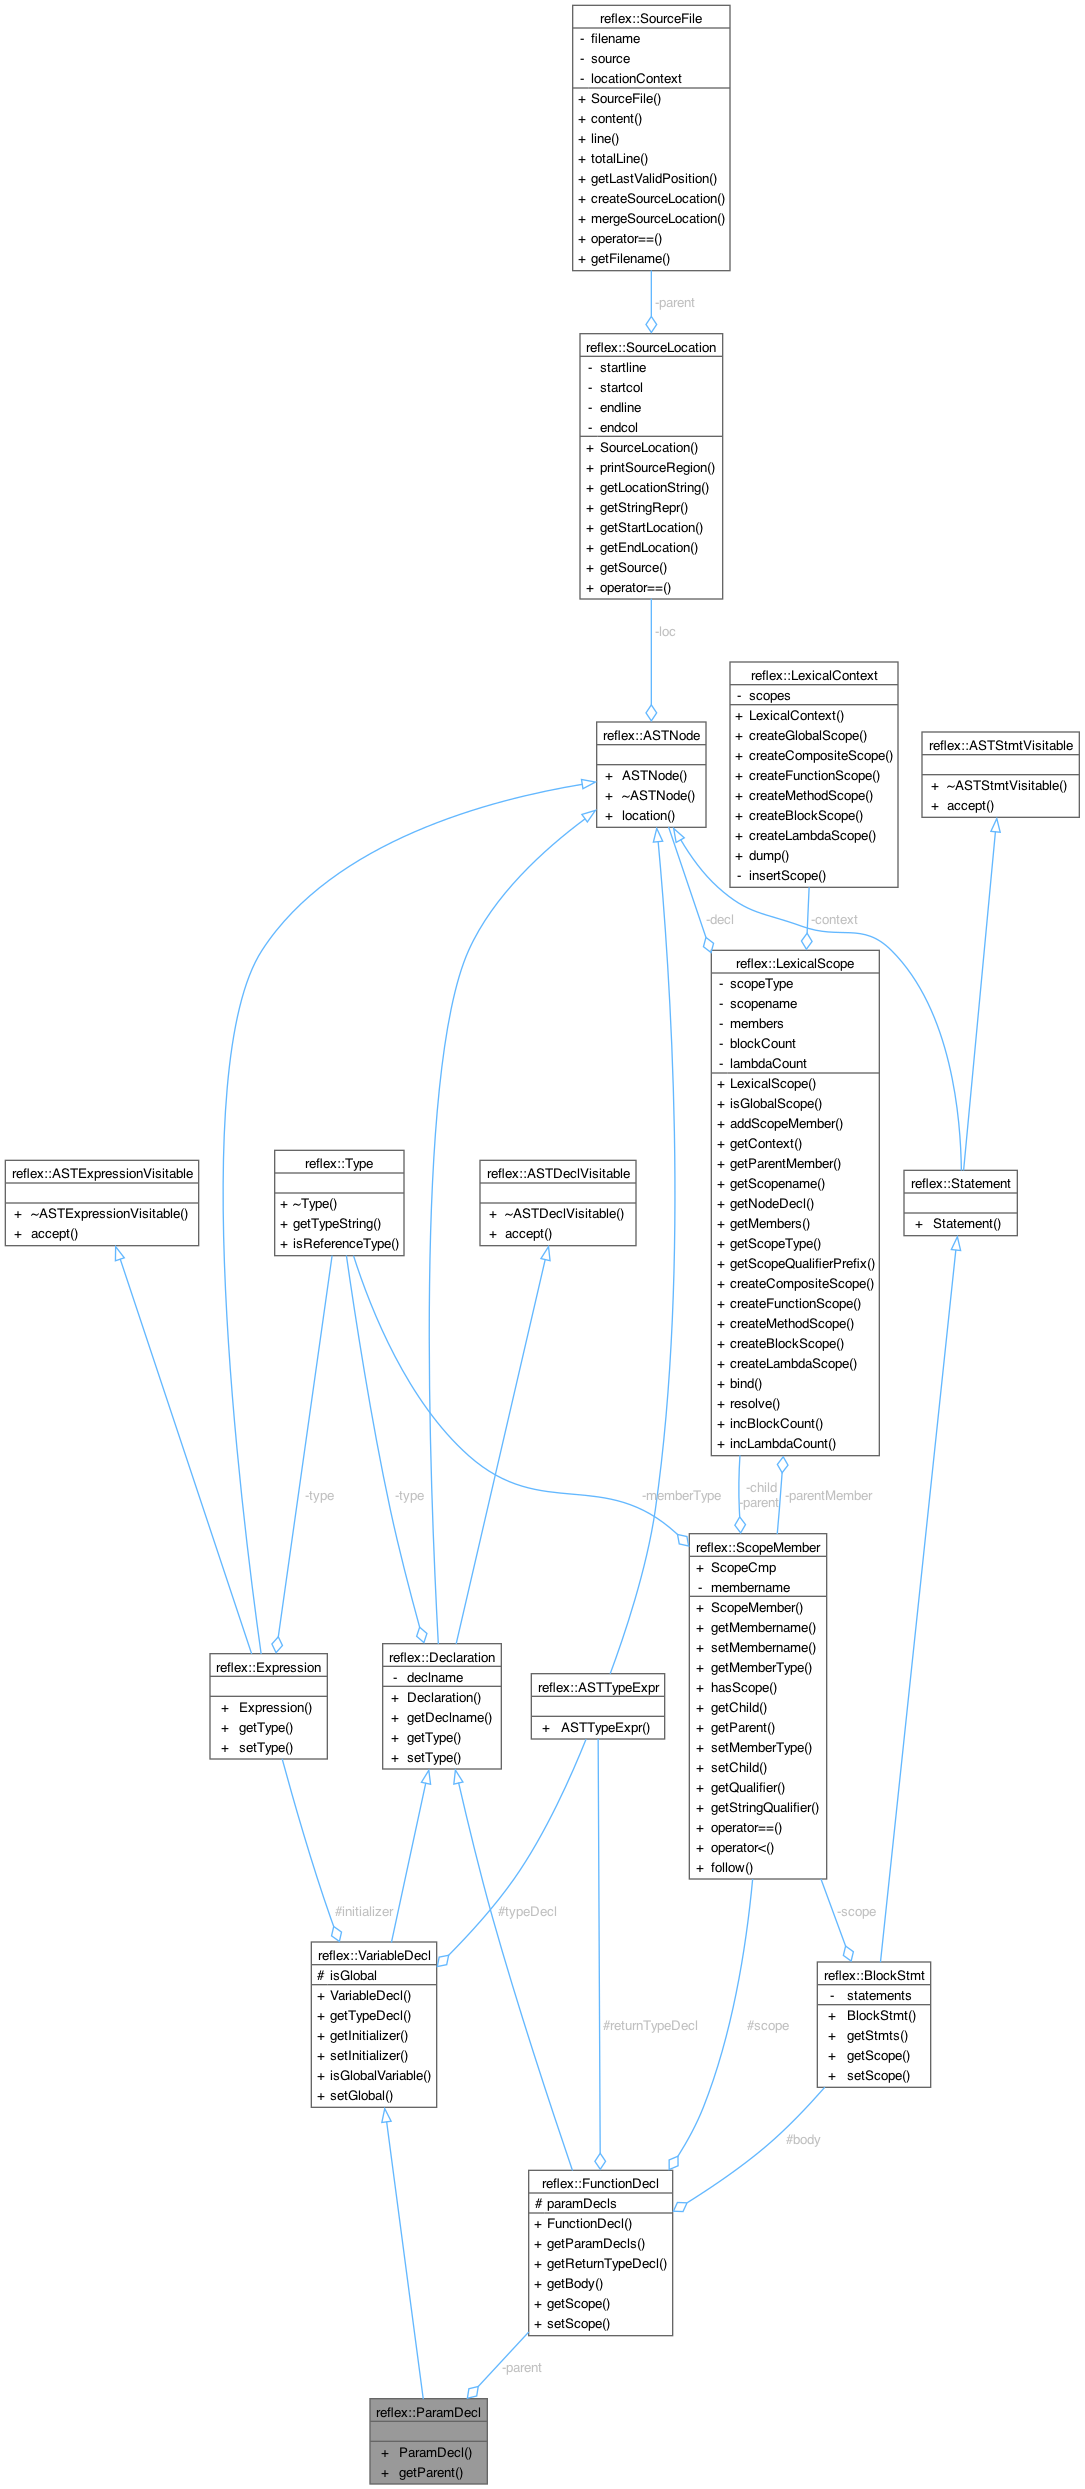 reflex::SourceFile
- filename
- source
- locationContext
+ SourceFile()
+ content()
+ line()
+ totalLine()
+ getLastValidPosition()
+ createSourceLocation()
+ mergeSourceLocation()
+ operator==()
+ getFilename()
-parent
reflex::SourceLocation
- startline
- startcol
- endline
- endcol
+ SourceLocation()
+ printSourceRegion()
+ getLocationString()
+ getStringRepr()
+ getStartLocation()
+ getEndLocation()
+ getSource()
+ operator==()
-loc
reflex::ASTNode
+ ASTNode()
+ ~ASTNode()
+ location()
reflex::LexicalContext
- scopes
+ LexicalContext()
+ createGlobalScope()
+ createCompositeScope()
+ createFunctionScope()
+ createMethodScope()
+ createBlockScope()
+ createLambdaScope()
+ dump()
- insertScope()
reflex::ASTStmtVisitable
+ ~ASTStmtVisitable()
+ accept()
-decl
-context
reflex::LexicalScope
- scopeType
- scopename
- members
- blockCount
- lambdaCount
+ LexicalScope()
+ isGlobalScope()
+ addScopeMember()
+ getContext()
+ getParentMember()
+ getScopename()
+ getNodeDecl()
+ getMembers()
+ getScopeType()
+ getScopeQualifierPrefix()
+ createCompositeScope()
+ createFunctionScope()
+ createMethodScope()
+ createBlockScope()
+ createLambdaScope()
+ bind()
+ resolve()
+ incBlockCount()
+ incLambdaCount()
reflex::ASTExpressionVisitable
+ ~ASTExpressionVisitable()
+ accept()
reflex::Type
+ ~Type()
+ getTypeString()
+ isReferenceType()
reflex::ASTDeclVisitable
+ ~ASTDeclVisitable()
+ accept()
reflex::Statement
+ Statement()
-type
-type
-memberType
-child
-parent
-parentMember
reflex::ScopeMember
+ ScopeCmp
- membername
+ ScopeMember()
+ getMembername()
+ setMembername()
+ getMemberType()
+ hasScope()
+ getChild()
+ getParent()
+ setMemberType()
+ setChild()
+ getQualifier()
+ getStringQualifier()
+ operator==()
+ operator<()
+ follow()
reflex::Expression
+ Expression()
+ getType()
+ setType()
reflex::Declaration
- declname
+ Declaration()
+ getDeclname()
+ getType()
+ setType()
reflex::ASTTypeExpr
+ ASTTypeExpr()
#initializer
#typeDecl
-scope
reflex::VariableDecl
# isGlobal
+ VariableDecl()
+ getTypeDecl()
+ getInitializer()
+ setInitializer()
+ isGlobalVariable()
+ setGlobal()
reflex::BlockStmt
- statements
+ BlockStmt()
+ getStmts()
+ getScope()
+ setScope()
#returnTypeDecl
#scope
#body
reflex::FunctionDecl
# paramDecls
+ FunctionDecl()
+ getParamDecls()
+ getReturnTypeDecl()
+ getBody()
+ getScope()
+ setScope()
-parent
reflex::ParamDecl
+ ParamDecl()
+ getParent()